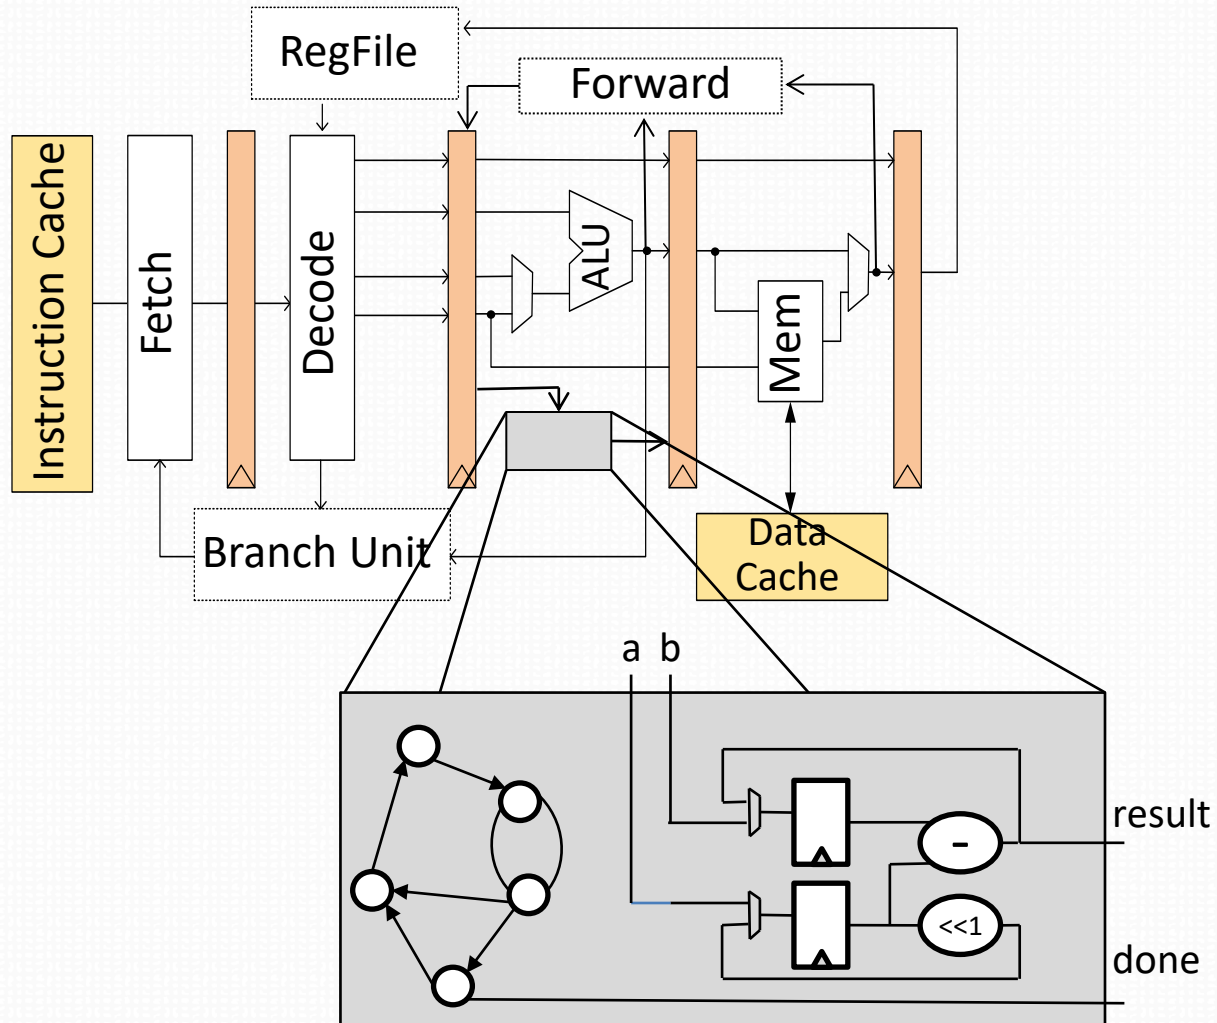 RegFile
Forward
Instruction Cache
Fetch
Decode
ALU
Mem
Branch Unit
Data
Cache
a b
result
-
<<1
done